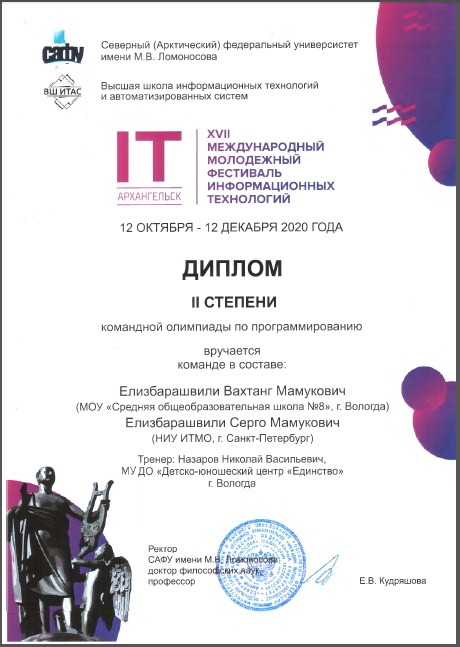 сафу
Северный (Арктический) федеральный университет
имени М.В. Ломоносова
ВШ ИТАС
Высшая школа информационных технологий
и автоматизированных систем
IT
АРХАНГЕЛЬСК
XVII
МЕЖДУНАРОДНЫЙ
МОЛОДЕЖНЫЙ
ФЕСТИВАЛЬ
ИНФОРМАЦИОННЫХ
ТЕХНОЛОГИЙ
12 ОКТЯБРЯ - 12 ДЕКАБРЯ 2020 ГОДА
ДИПЛОМ
II СТЕПЕНИ
командной олимпиады по программированию
вручается
команде в составе:
Елизбарашвили Вахтанг Мамукович
(МОУ «Средняя общеобразовательная школа №8», г. Вологда)
Елизбарашвили Серго Мамукович
(НИУ ИТМО, г. Санкт-Петербург)
Тренер: Назаров Николай Васильевич,
МУ ДО «Детско-юношеский центр «Единство»
г. Вологда
Ректор
САФУ имени М.В. Ломоносова
доктор философских наук,
профессор
Е.В. Кудряшова